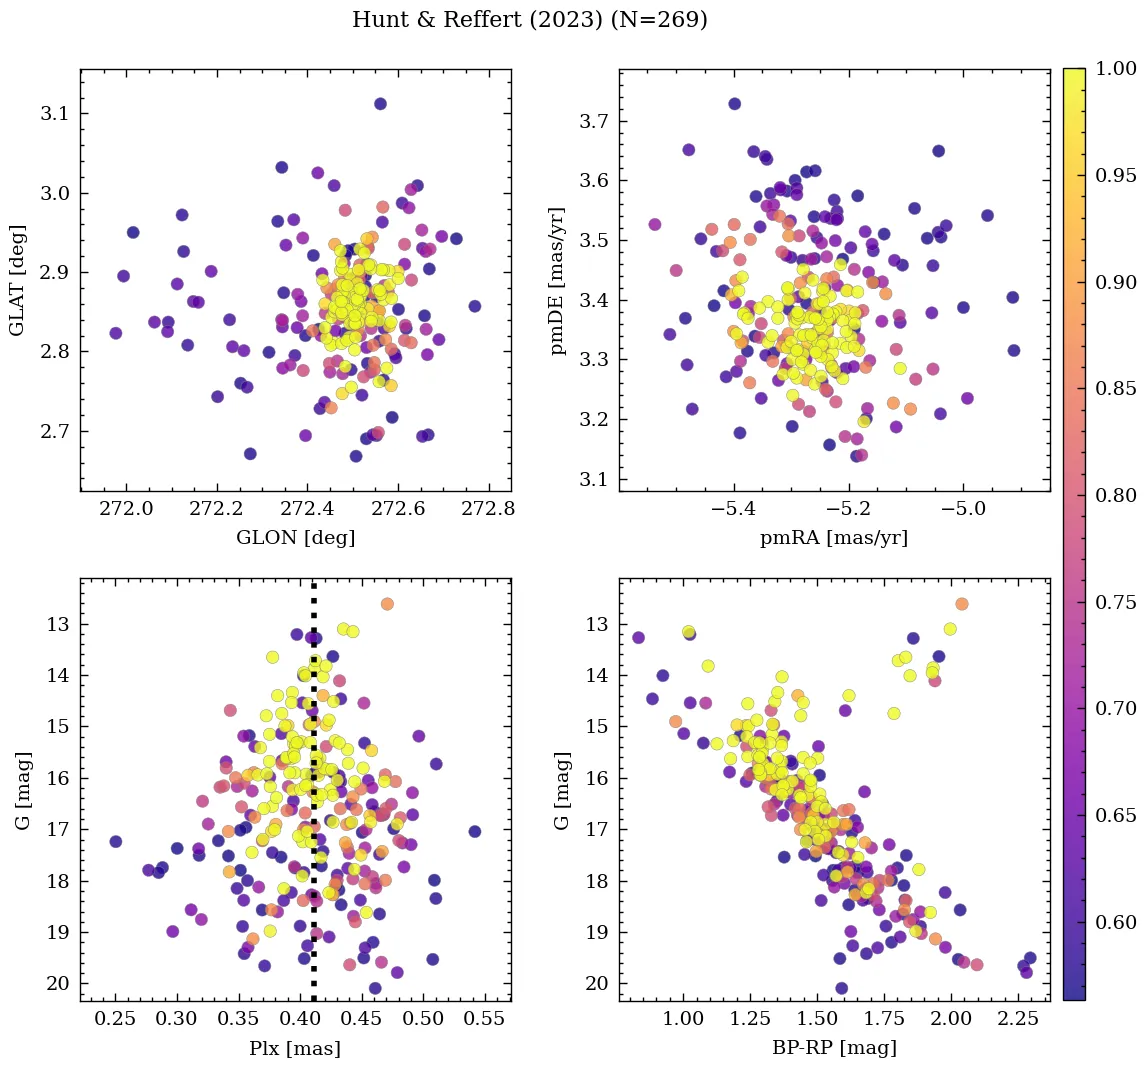 Hunt & Reffert (2023) (N=269)
3.1
3.0
2.9
2.8
2.7
GLAT [deg]
272.0 272.2 272.4 272.6 272.8
GLON [deg]
3.7
3.6
3.5
3.4
3.3
3.2
3.1
pmDE [mas/yr]
−5.4 −5.2 −5.0
pmRA [mas/yr]
1.00
0.95
0.90
0.85
0.80
0.75
0.70
0.65
0.60
13
14
15
16
17
18
19
20
G [mag]
0.25 0.30 0.35 0.40 0.45 0.50 0.55
Plx [mas]
13
14
15
16
17
18
19
20
G [mag]
1.00 1.25 1.50 1.75 2.00 2.25
BP-RP [mag]